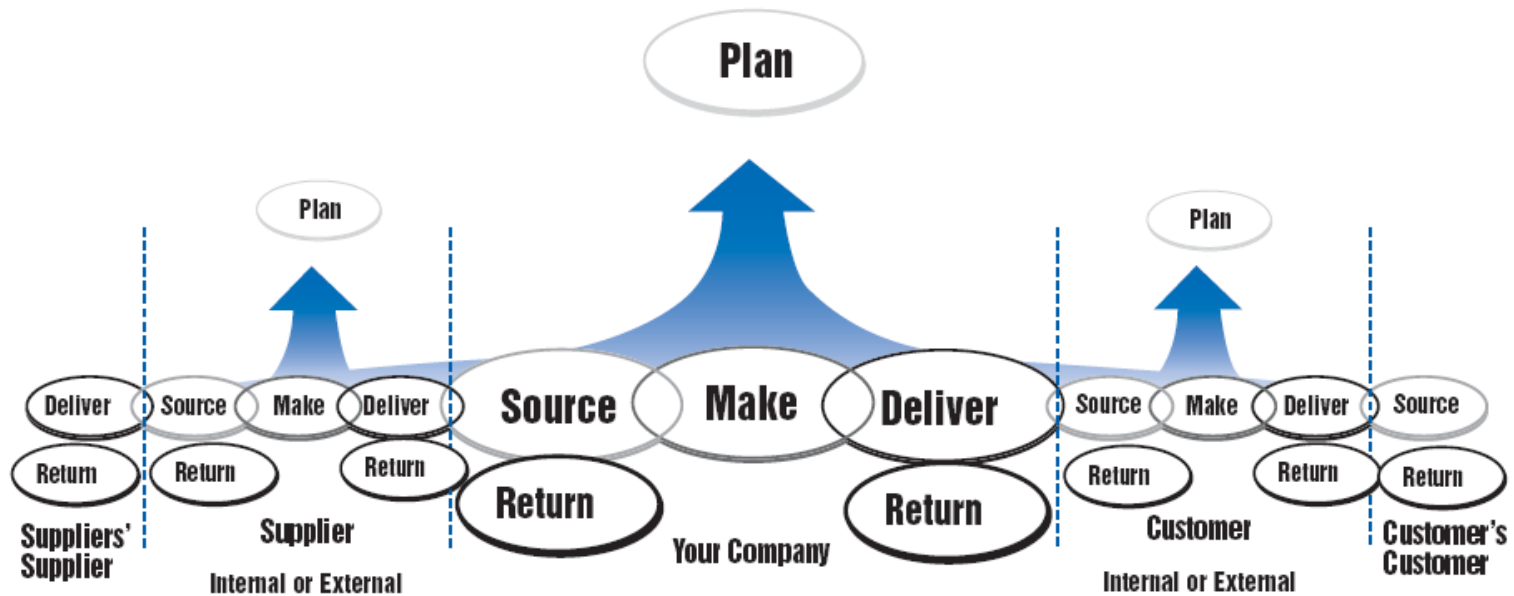 Plan
Plan
Plan
Deliver
Source
Make
Deliver
Source
Make
Deliver
Source
Make
Deliver
Source
Return
Return
Return
Return
Return
Return
Return
Return
Suppliers'
Supplier
Supplier
Internal or External
Your Company
Customer
Internal or External
Customer's
Customer